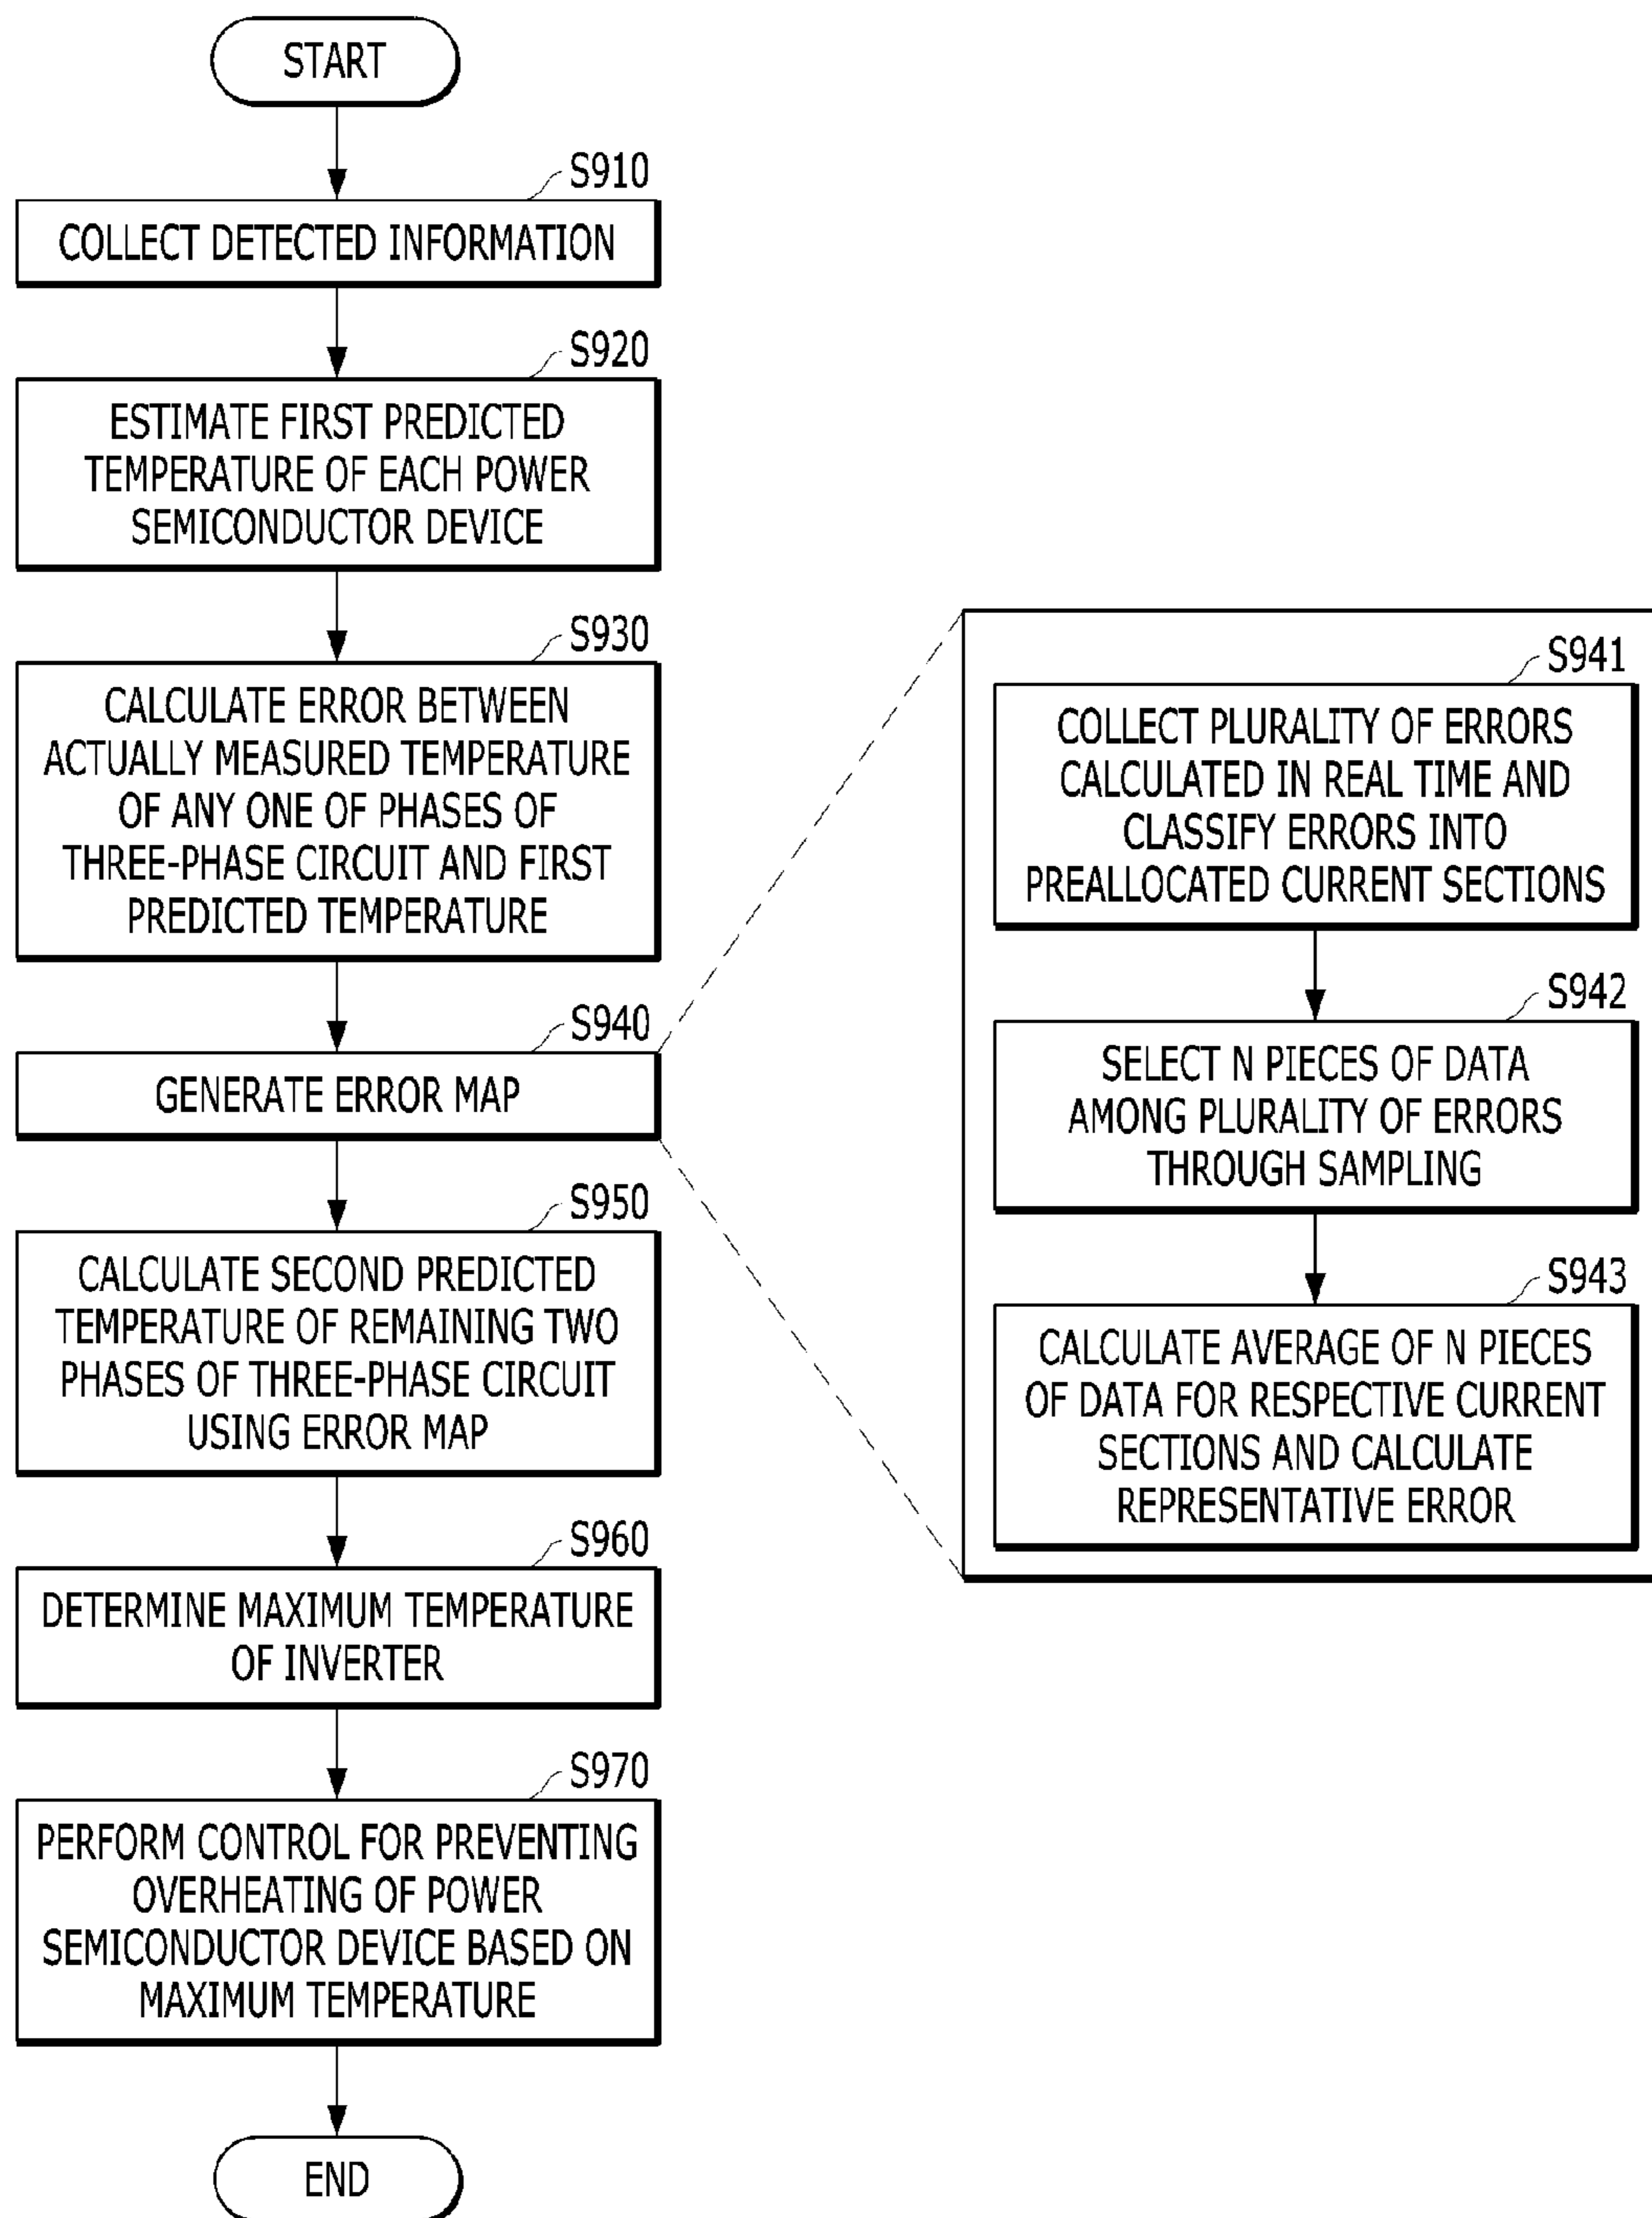 START
S910
COLLECT DETECTED INFORMATION
S920
ESTIMATE FIRST PREDICTED
TEMPERATURE OF EACH POWER
SEMICONDUCTOR DEVICE
S930
CALCULATE ERROR BETWEEN
ACTUALLY MEASURED TEMPERATURE
OF ANY ONE OF PHASES OF
THREE-PHASE CIRCUIT AND FIRST
PREDICTED TEMPERATURE
S940
GENERATE ERROR MAP
S950
CALCULATE SECOND PREDICTED
TEMPERATURE OF REMAINING TWO
PHASES OF THREE-PHASE CIRCUIT
USING ERROR MAP
S960
DETERMINE MAXIMUM TEMPERATURE
OF INVERTER
S970
PERFORM CONTROL FOR PREVENTING
OVERHEATING OF POWER
SEMICONDUCTOR DEVICE BASED ON
MAXIMUM TEMPERATURE
END
S941
COLLECT PLURALITY OF ERRORS
CALCULATED IN REAL TIME AND
CLASSIFY ERRORS INTO
PREALLOCATED CURRENT SECTIONS
S942
SELECT N PIECES OF DATA
AMONG PLURALITY OF ERRORS
THROUGH SAMPLING
S943
CALCULATE AVERAGE OF N PIECES
OF DATA FOR RESPECTIVE CURRENT
SECTIONS AND CALCULATE
REPRESENTATIVE ERROR